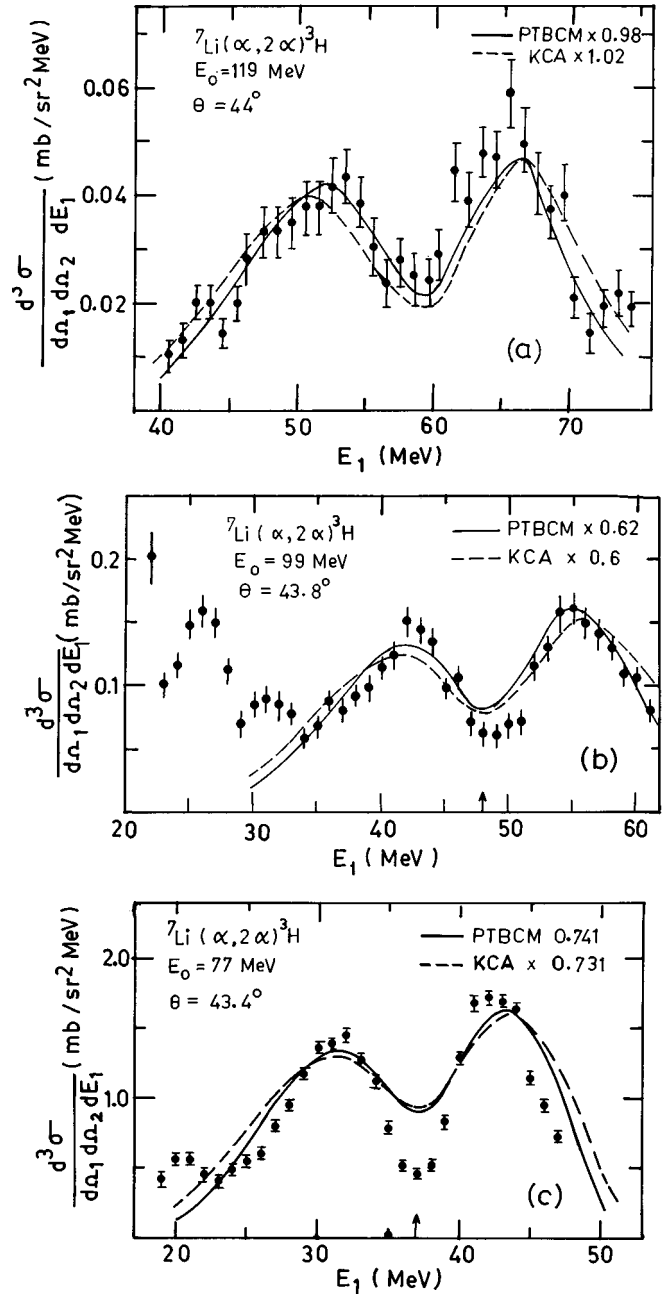 ⁷Li(α,2α)³H
E₀=119 MeV
θ = 44°
PTBCM x 0.98
KCA x 1.02
d³σ / dΩ₁ dΩ₂ dE₁ (mb/sr² MeV)
0.06
0.04
0.02
(a)
40 50 60 70
E₁ (MeV)
⁷Li(α,2α)³H
E₀ = 99 MeV
θ = 43.8°
PTBCM x 0.62
KCA x 0.6
d³σ / dΩ₁ dΩ₂ dE₁ (mb/sr² MeV)
0.2
0.1
(b)
20 30 40 50 60
E₁ (MeV)
⁷Li (α,2α)³H
E₀ = 77 MeV
θ = 43.4°
PTBCM 0.741
KCA x 0.731
d³σ / dΩ₁ dΩ₂ dE₁ (mb/sr² MeV)
2.0
1.0
(c)
20 30 40 50
E₁ (MeV)